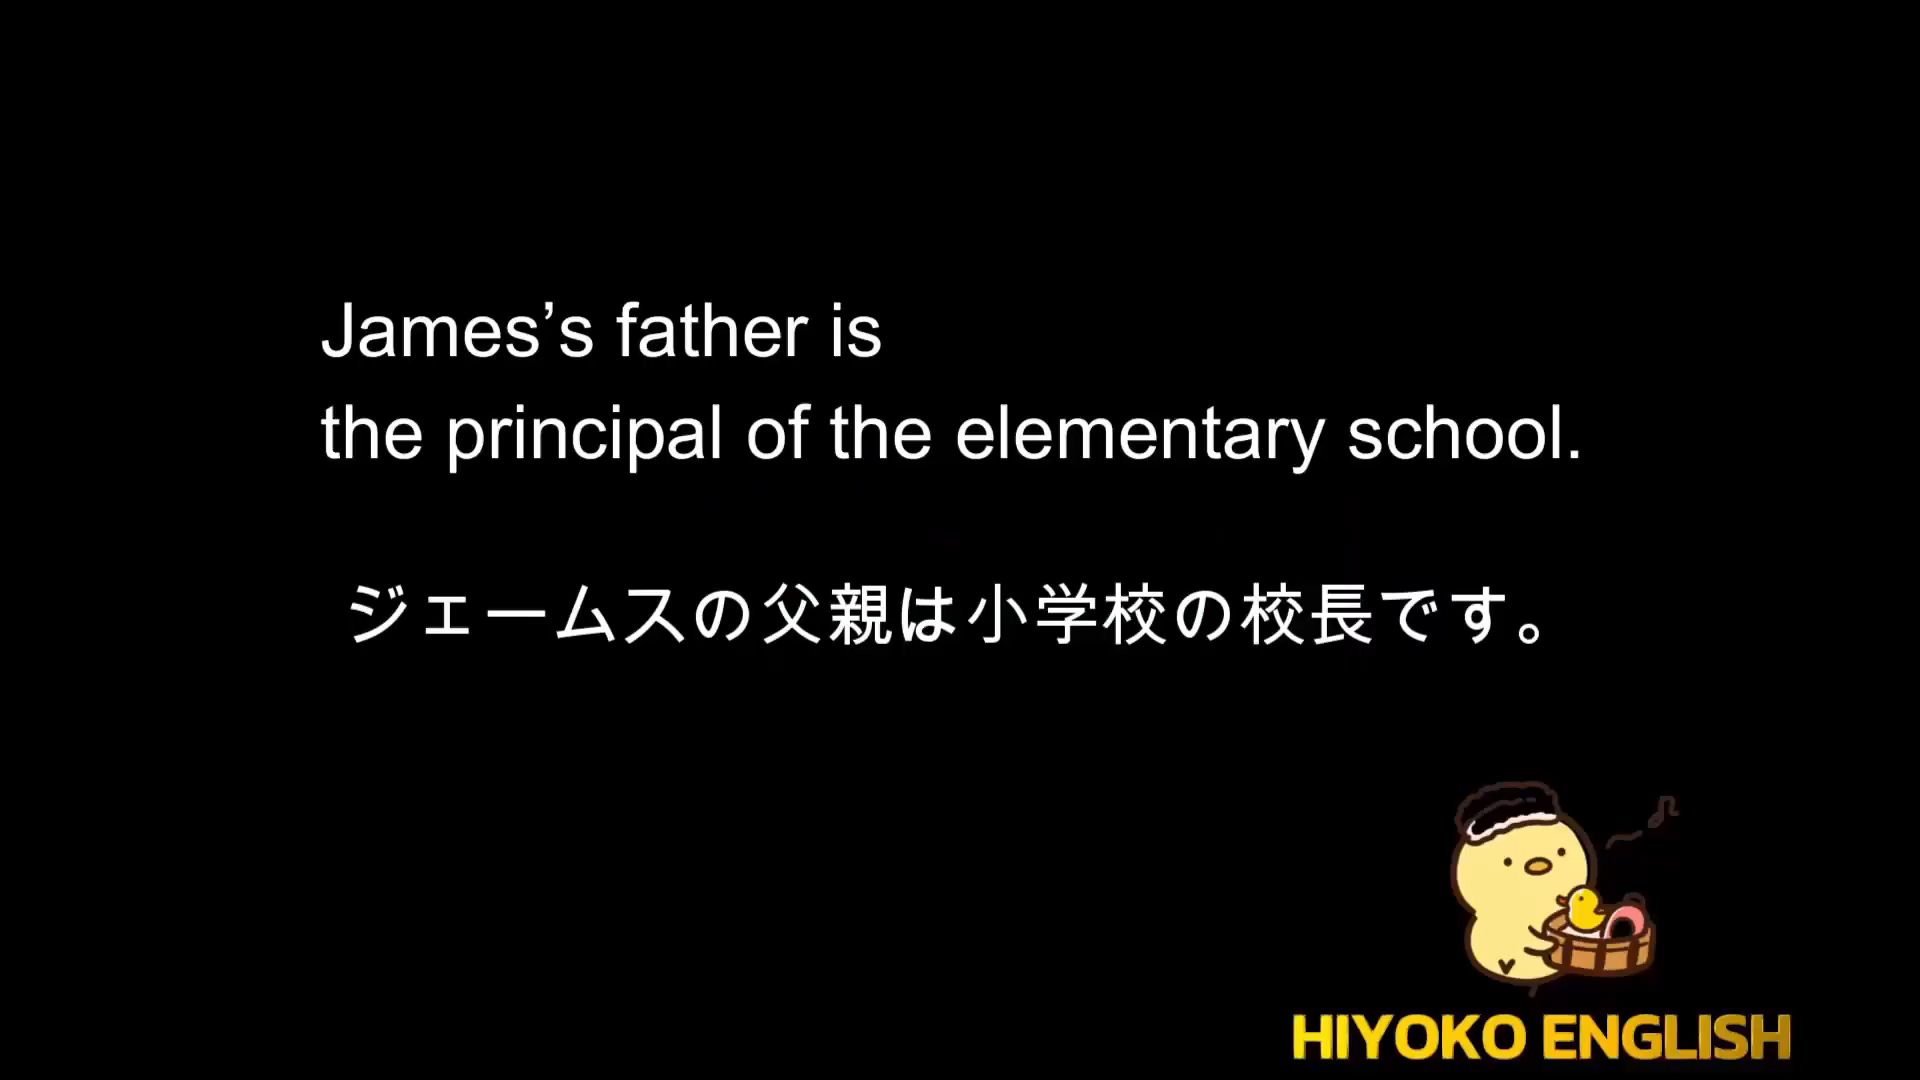 James’s father is
the principal of the elementary school.
ジェームスの父親は小学校の校長です。
HIYOKO ENGLISH